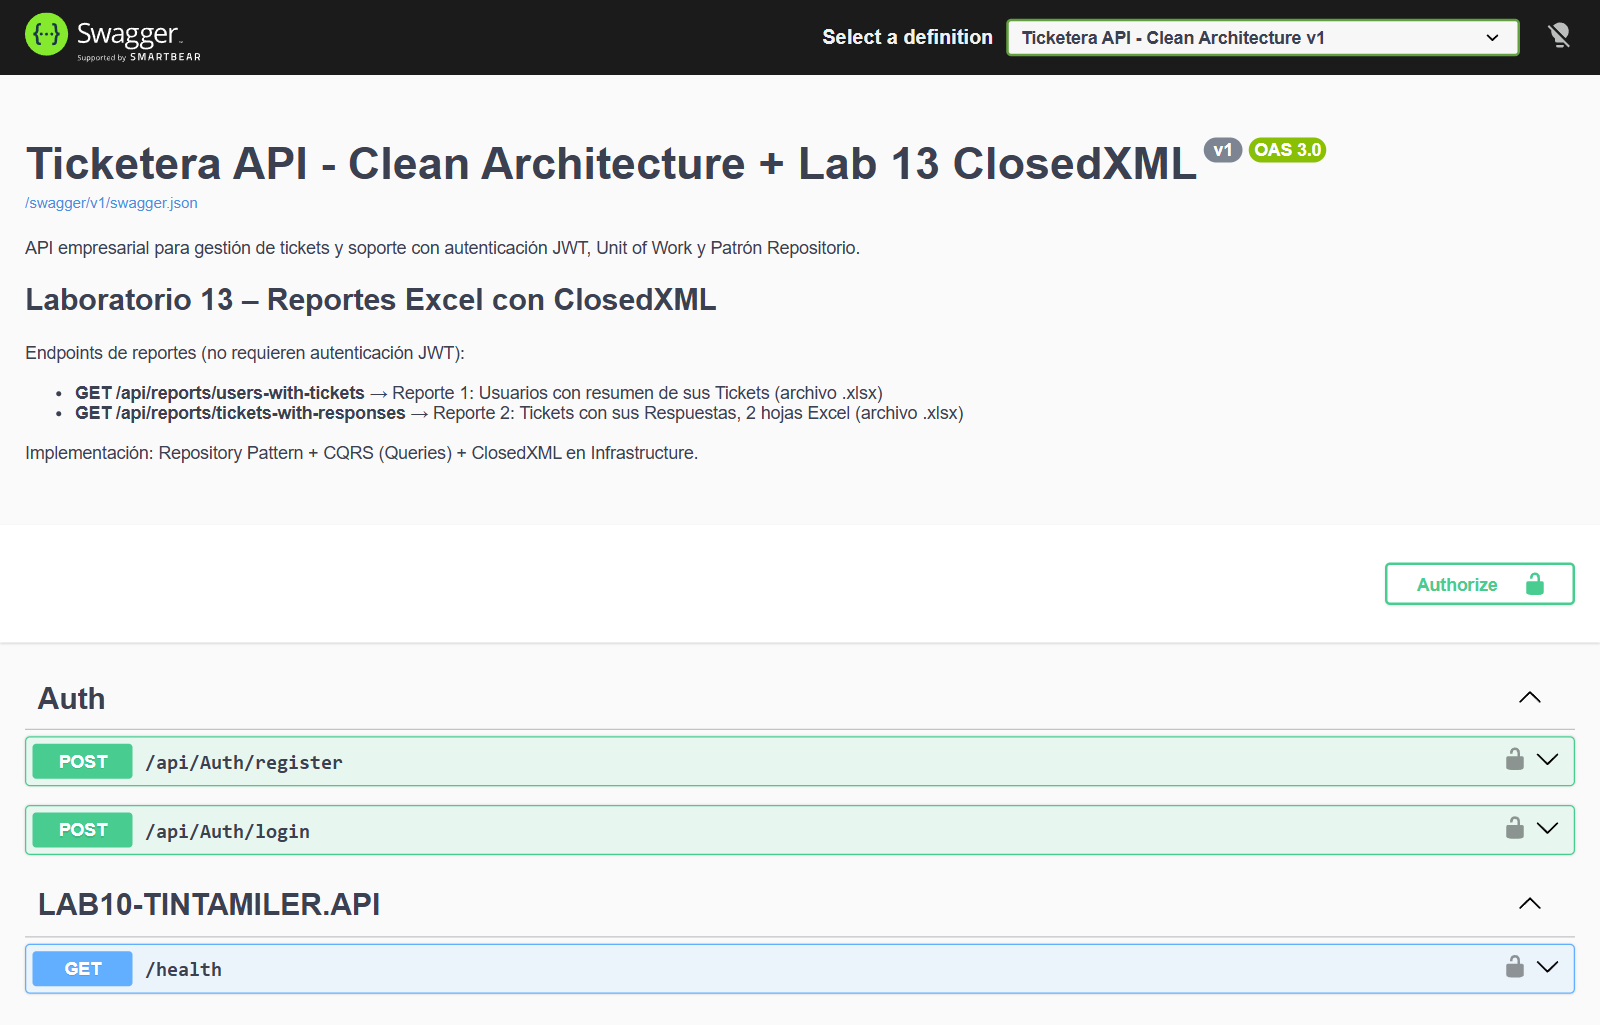 Swagger
Supported by SMARTBEAR
Select a definition
Ticketera API - Clean Architecture v1
Ticketera API - Clean Architecture + Lab 13 ClosedXML v1 OAS 3.0
/swagger/v1/swagger.json
API empresarial para gestión de tickets y soporte con autenticación JWT, Unit of Work y Patrón Repositorio.
Laboratorio 13 – Reportes Excel con ClosedXML
Endpoints de reportes (no requieren autenticación JWT):
• GET /api/reports/users-with-tickets → Reporte 1: Usuarios con resumen de sus Tickets (archivo .xlsx)
• GET /api/reports/tickets-with-responses → Reporte 2: Tickets con sus Respuestas, 2 hojas Excel (archivo .xlsx)
Implementación: Repository Pattern + CQRS (Queries) + ClosedXML en Infrastructure.
Authorize
Auth
POST /api/Auth/register
POST /api/Auth/login
LAB10-TINTAMILER.API
GET /health